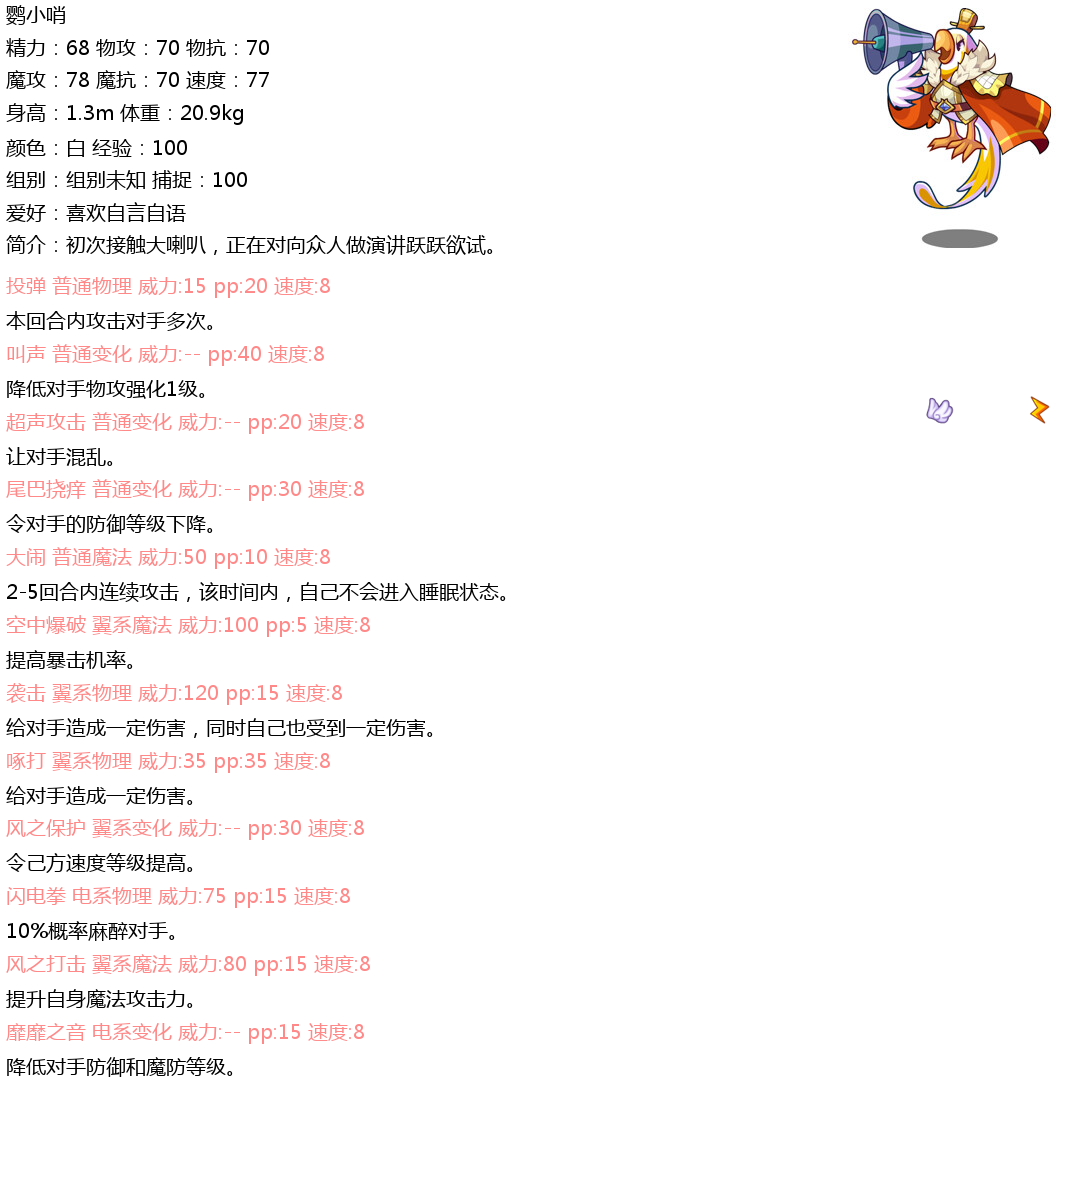 鹦小哨
精力：68 物攻：70 物抗：70
魔攻：78 魔抗：70 速度：77
身高：1.3m 体重：20.9kg
颜色：白 经验：100
组别：组别未知 捕捉：100
爱好：喜欢自言自语
简介：初次接触大喇叭，正在对向众人做演讲跃跃欲试。
投弹 普通物理 威力:15 pp:20 速度:8
本回合内攻击对手多次。
叫声 普通变化 威力:-- pp:40 速度:8
降低对手物攻强化1级。
超声攻击 普通变化 威力:-- pp:20 速度:8
让对手混乱。
尾巴挠痒 普通变化 威力:-- pp:30 速度:8
令对手的防御等级下降。
大闹 普通魔法 威力:50 pp:10 速度:8
2-5回合内连续攻击，该时间内，自己不会进入睡眠状态。
空中爆破 翼系魔法 威力:100 pp:5 速度:8
提高暴击机率。
袭击 翼系物理 威力:120 pp:15 速度:8
给对手造成一定伤害，同时自己也受到一定伤害。
啄打 翼系物理 威力:35 pp:35 速度:8
给对手造成一定伤害。
风之保护 翼系变化 威力:-- pp:30 速度:8
令己方速度等级提高。
闪电拳 电系物理 威力:75 pp:15 速度:8
10%概率麻醉对手。
风之打击 翼系魔法 威力:80 pp:15 速度:8
提升自身魔法攻击力。
靡靡之音 电系变化 威力:-- pp:15 速度:8
降低对手防御和魔防等级。